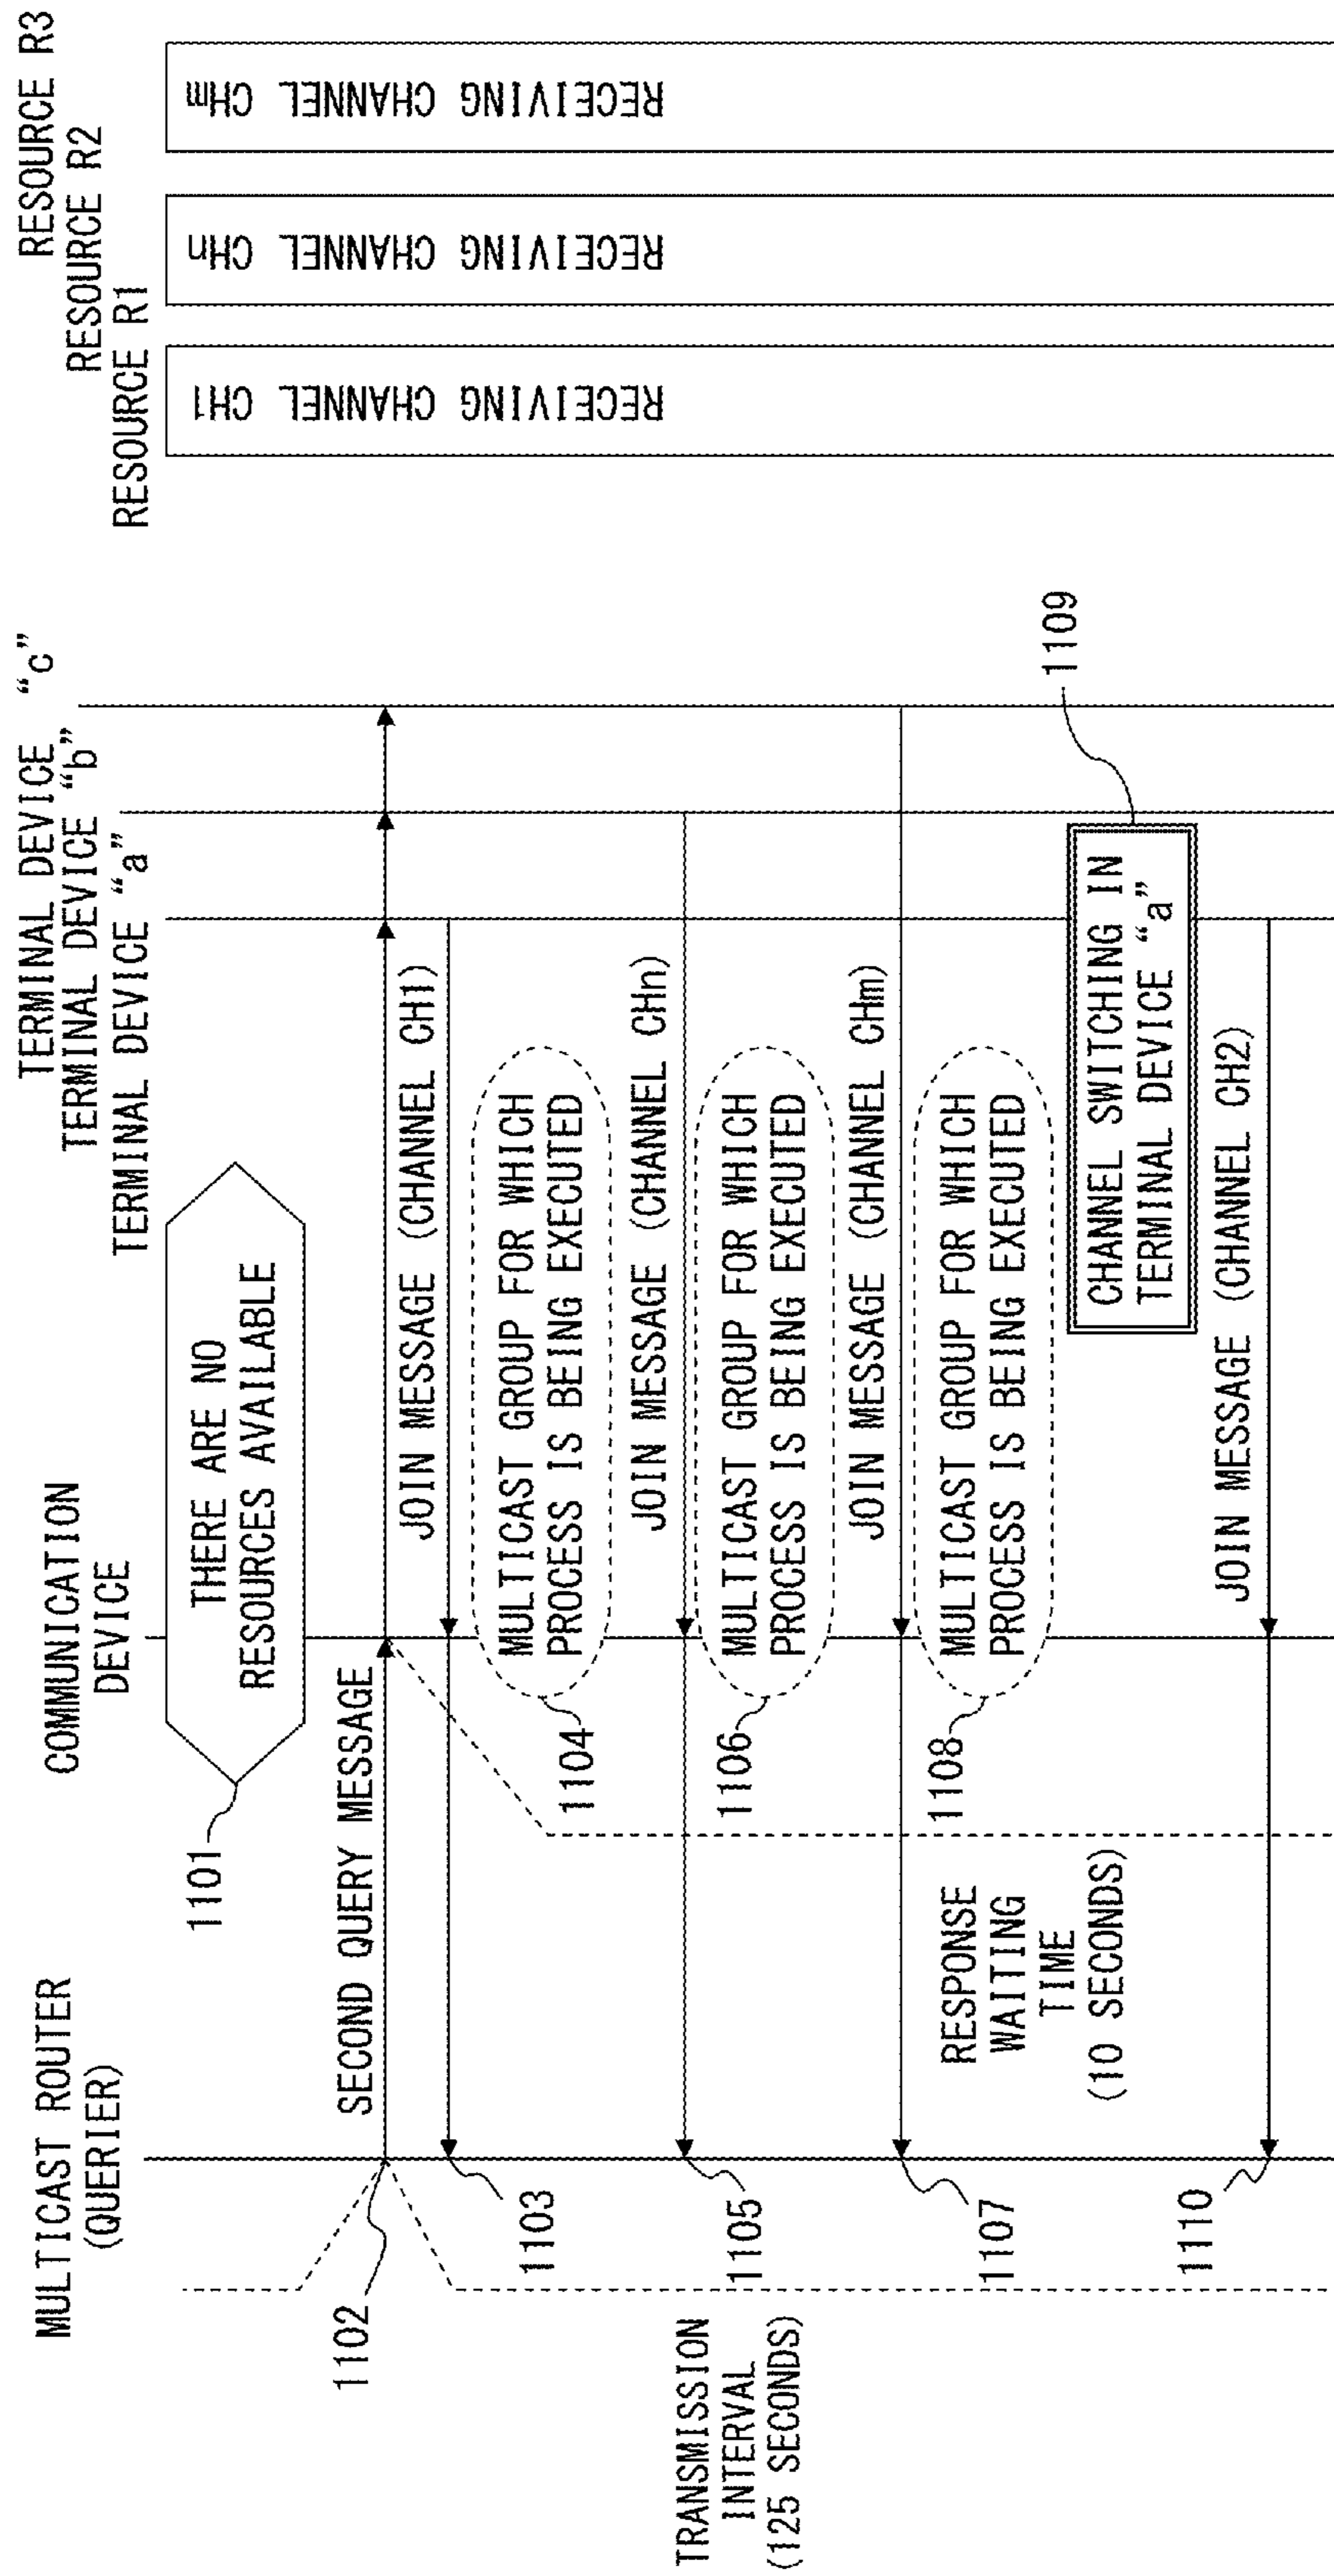 MULTICAST ROUTER
(QUERIER)
COMMUNICATION
DEVICE
TERMINAL DEVICE “c”
TERMINAL DEVICE “b”
TERMINAL DEVICE “a”
RESOURCE R3
RESOURCE R2
RESOURCE R1
1101
THERE ARE NO
RESOURCES AVAILABLE
RECEIVING CHANNEL CH1
RECEIVING CHANNEL CHn
RECEIVING CHANNEL CHm
1102
SECOND QUERY MESSAGE
JOIN MESSAGE (CHANNEL CH1)
1103
1104
MULTICAST GROUP FOR WHICH
PROCESS IS BEING EXECUTED
TRANSMISSION
INTERVAL
(125 SECONDS)
JOIN MESSAGE (CHANNEL CHn)
1105
1106
MULTICAST GROUP FOR WHICH
PROCESS IS BEING EXECUTED
JOIN MESSAGE (CHANNEL CHm)
1107
1108
MULTICAST GROUP FOR WHICH
PROCESS IS BEING EXECUTED
RESPONSE
WAITING
TIME
(10 SECONDS)
1109
CHANNEL SWITCHING IN
TERMINAL DEVICE “a”
JOIN MESSAGE (CHANNEL CH2)
1110